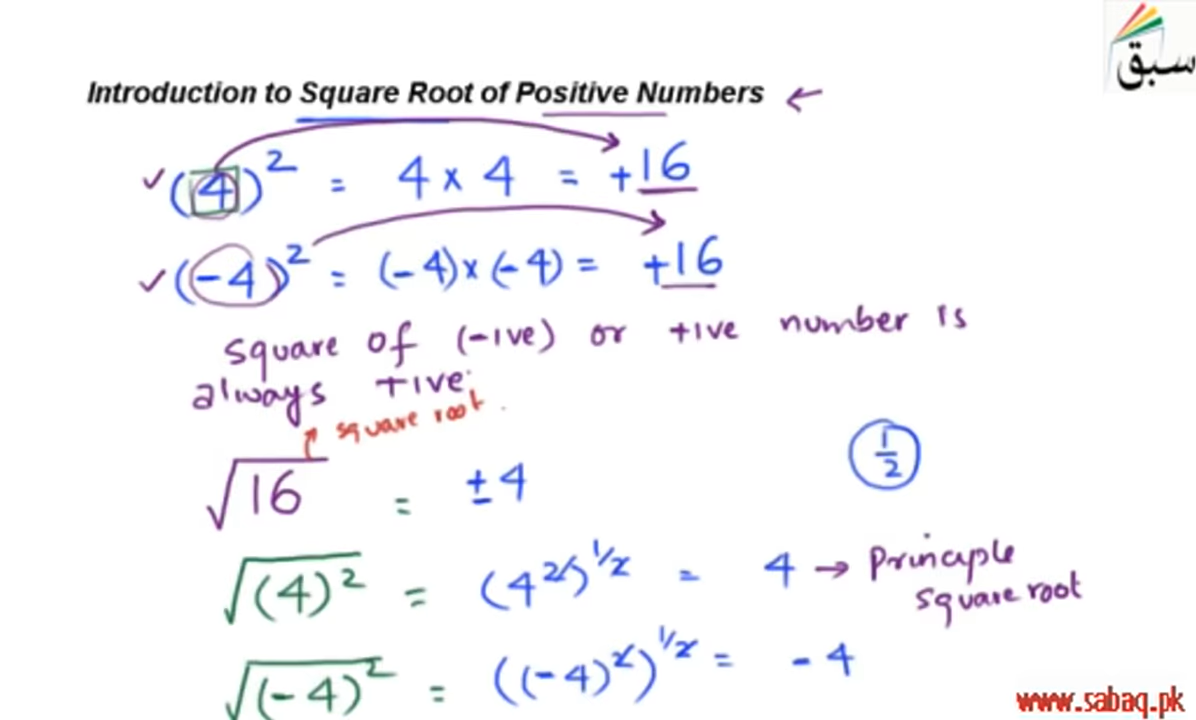 سبق
Introduction to Square Root of Positive Numbers ←
✓ (4)² = 4 × 4 = +16
✓ (-4)² = (-4)×(-4) = +16
square of (-ive) or +ive number is
always +ive.
square root.
1/2
√16 = ±4
√(4)² = (4²)^1/2 = 4 → Principle
square root
√(-4)² = ((-4)²)^1/2 = -4
www.sabaq.pk